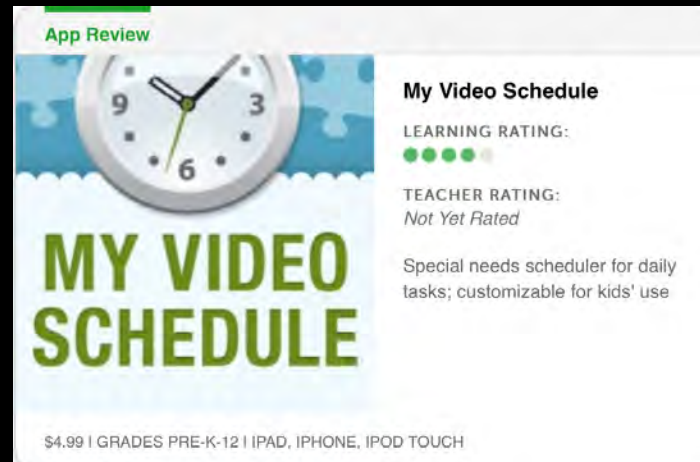 App Review
9
3
6
MY VIDEO
SCHEDULE
My Video Schedule
LEARNING RATING:
TEACHER RATING:
Not Yet Rated
Special needs scheduler for daily
tasks; customizable for kids' use
$4.99 I GRADES PRE-K-12 I IPAD, IPHONE, IPOD TOUCH